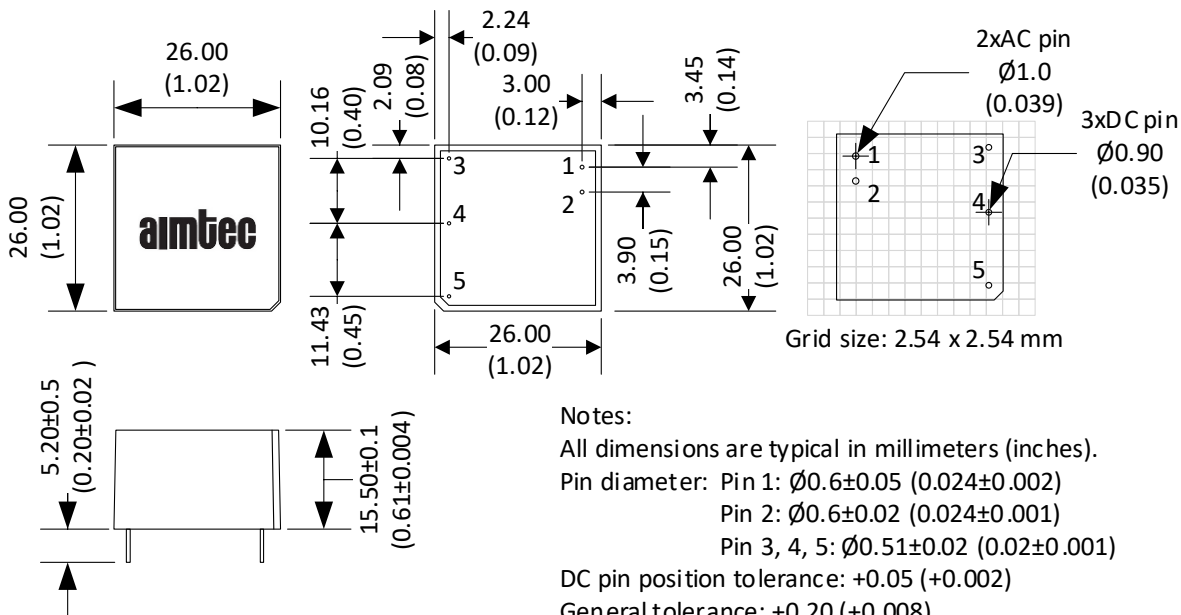 26.00
(1.02)
26.00
(1.02)
aimtec
2.24
(0.09)
2.09
(0.08)
3.00
(0.12)
3.45
(0.14)
10.16
(0.40)
11.43
(0.45)
3
4
5
1
2
3.90
(0.15)
26.00
(1.02)
26.00
(1.02)
2xAC pin
Ø1.0
(0.039)
3xDC pin
Ø0.90
(0.035)
1
2
3
4
5
Grid size: 2.54 x 2.54 mm
5.20±0.5
(0.20±0.02 )
15.50±0.1
(0.61±0.004)
Notes:
All dimensions are typical in millimeters (inches).
Pin diameter: Pin 1: Ø0.6±0.05 (0.024±0.002)
Pin 2: Ø0.6±0.02 (0.024±0.001)
Pin 3, 4, 5: Ø0.51±0.02 (0.02±0.001)
DC pin position tolerance: +0.05 (+0.002)
General tolerance: +0.20 (+0.008)